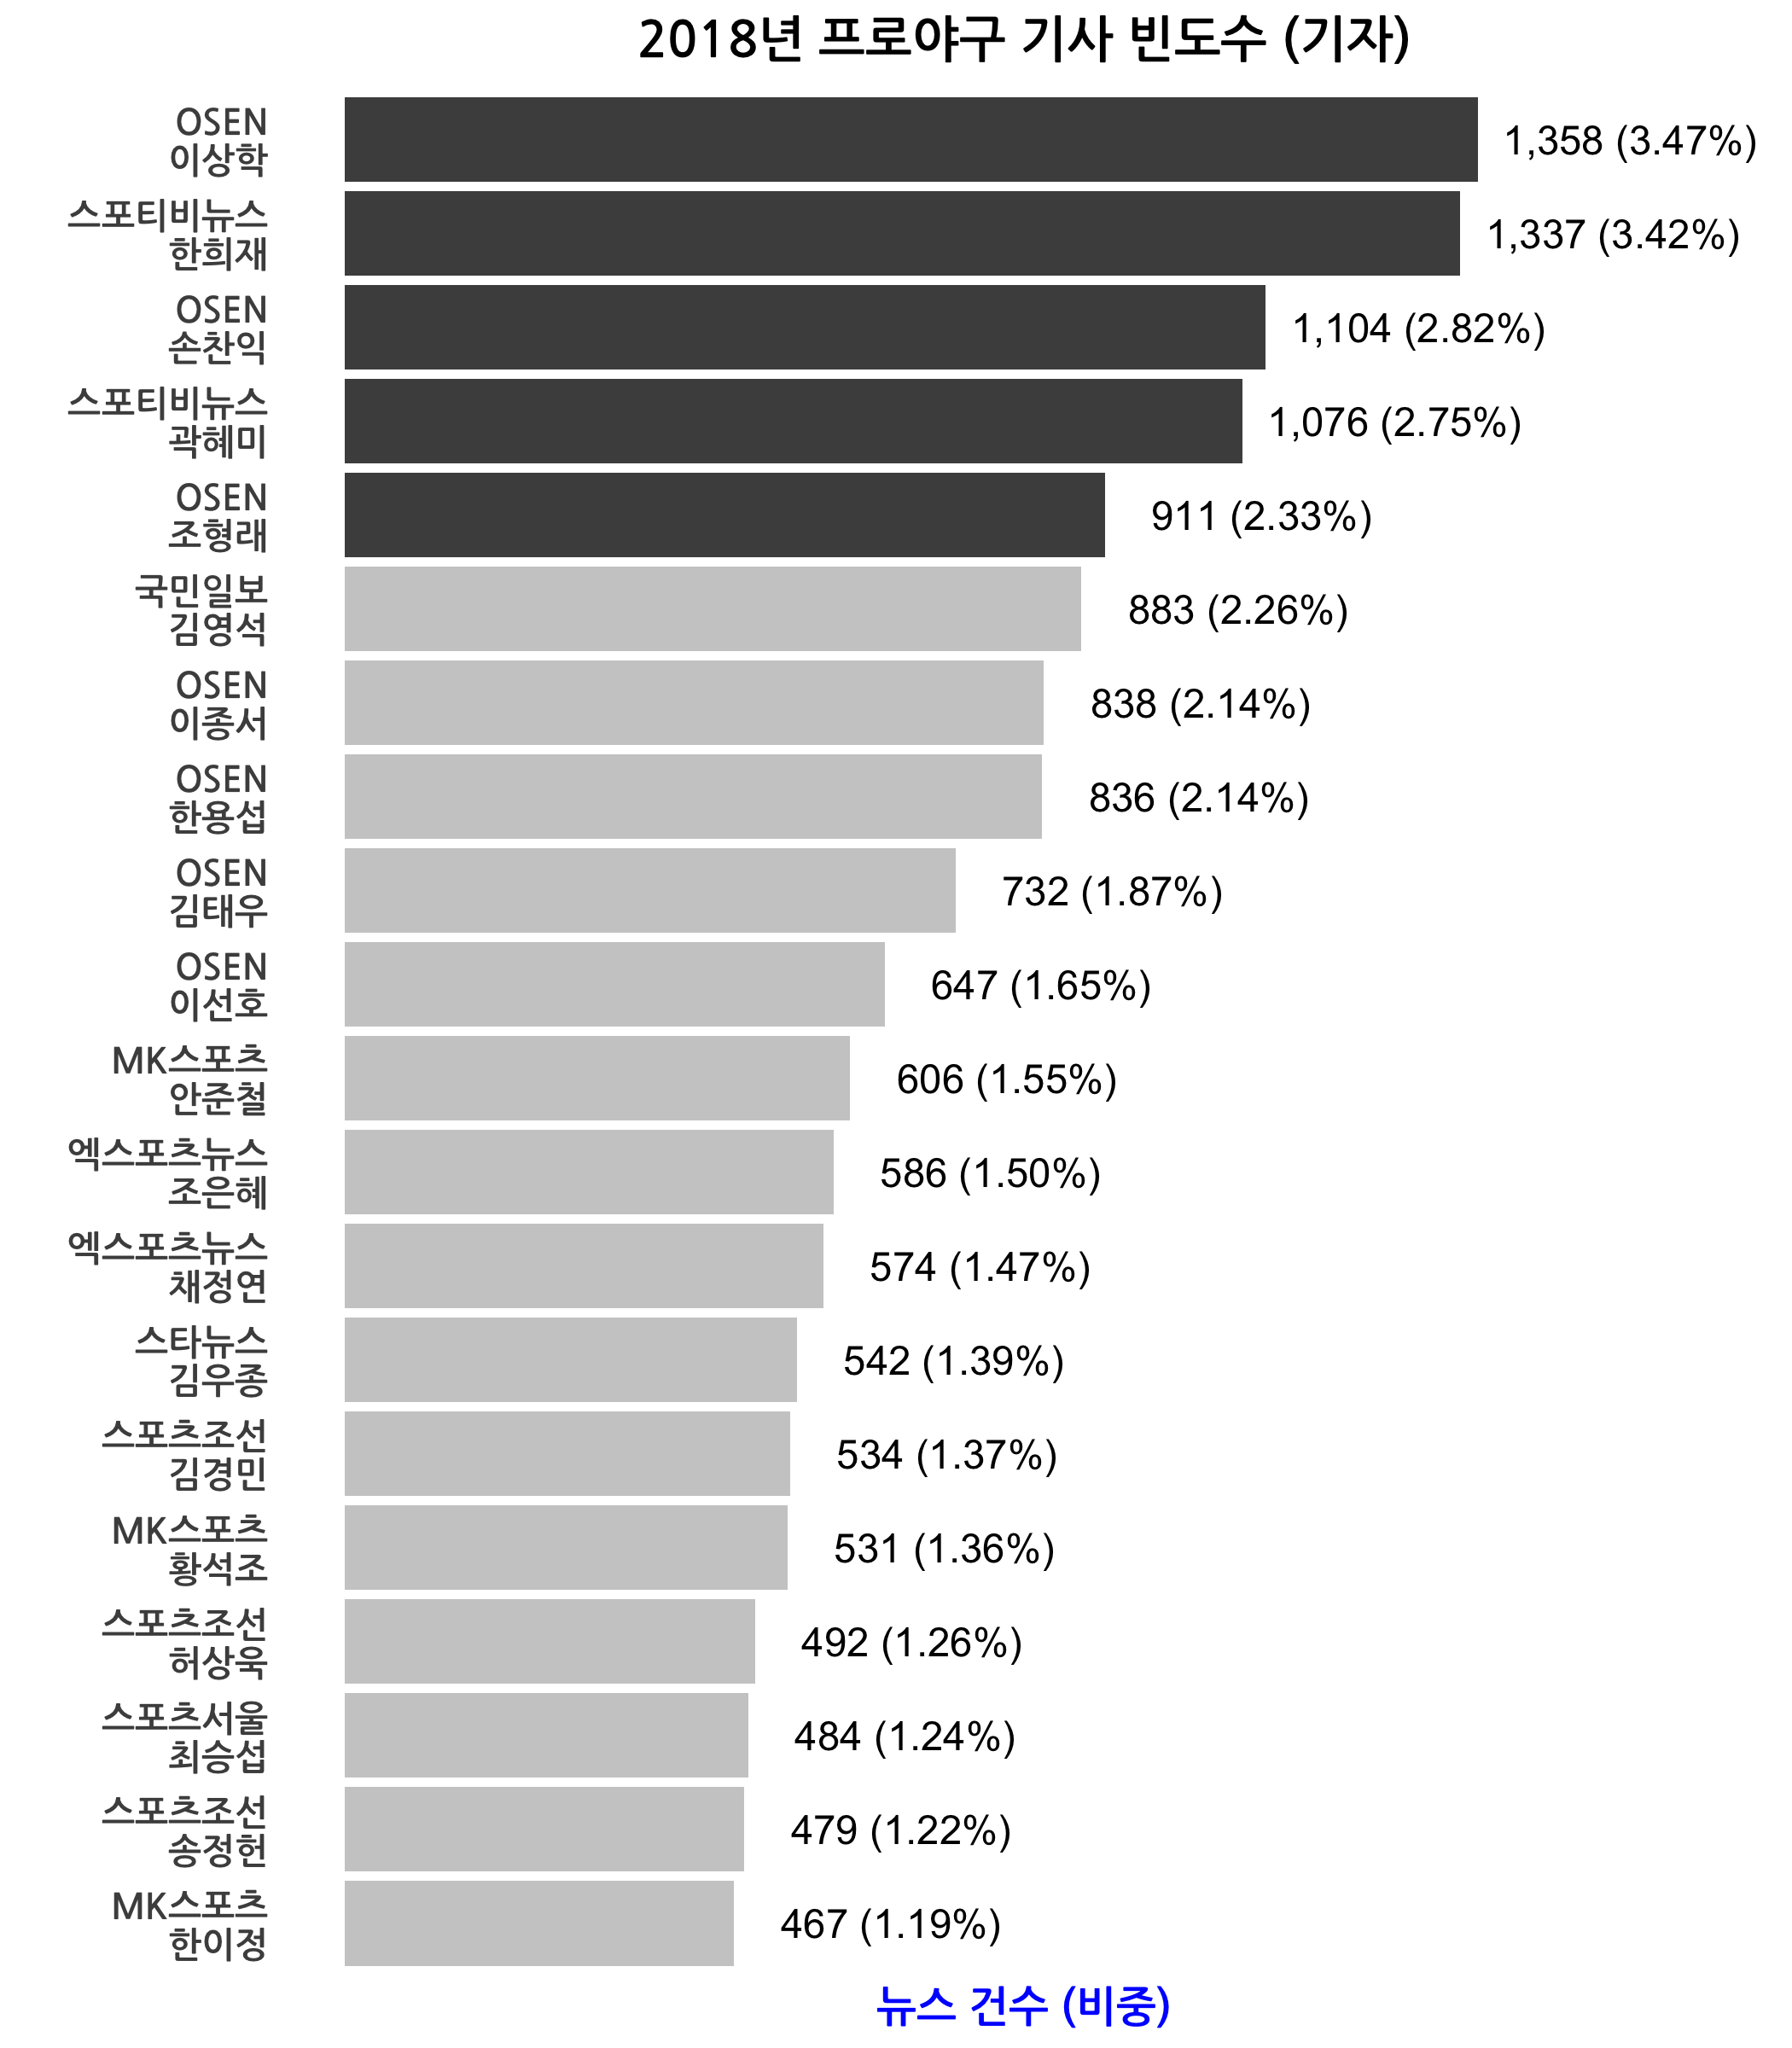 2018년 프로야구 기사 빈도수 (기자)
OSEN
이상학
1,358 (3.47%)
스포티비뉴스
한희재
1,337 (3.42%)
OSEN
손찬익
1,104 (2.82%)
스포티비뉴스
곽혜미
1,076 (2.75%)
OSEN
조형래
911 (2.33%)
국민일보
김영석
883 (2.26%)
OSEN
이종서
838 (2.14%)
OSEN
한용섭
836 (2.14%)
OSEN
김태우
732 (1.87%)
OSEN
이선호
647 (1.65%)
MK스포츠
안준철
606 (1.55%)
엑스포츠뉴스
조은혜
586 (1.50%)
엑스포츠뉴스
채정연
574 (1.47%)
스타뉴스
김우종
542 (1.39%)
스포츠조선
김경민
534 (1.37%)
MK스포츠
황석조
531 (1.36%)
스포츠조선
허상욱
492 (1.26%)
스포츠서울
최승섭
484 (1.24%)
스포츠조선
송정헌
479 (1.22%)
MK스포츠
한이정
467 (1.19%)
뉴스 건수 (비중)